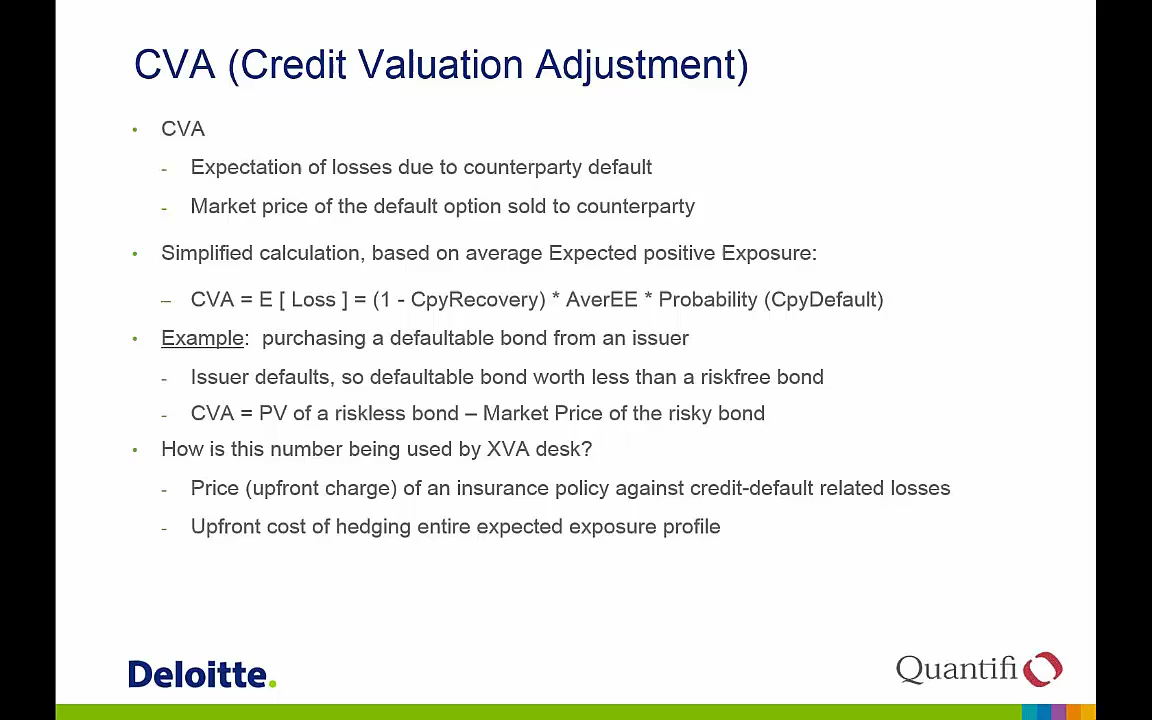 CVA (Credit Valuation Adjustment)
• CVA
- Expectation of losses due to counterparty default
- Market price of the default option sold to counterparty
• Simplified calculation, based on average Expected positive Exposure:
– CVA = E [ Loss ] = (1 - CpyRecovery) * AverEE * Probability (CpyDefault)
• Example: purchasing a defaultable bond from an issuer
- Issuer defaults, so defaultable bond worth less than a riskfree bond
- CVA = PV of a riskless bond – Market Price of the risky bond
• How is this number being used by XVA desk?
- Price (upfront charge) of an insurance policy against credit-default related losses
- Upfront cost of hedging entire expected exposure profile
Deloitte.
Quantifi